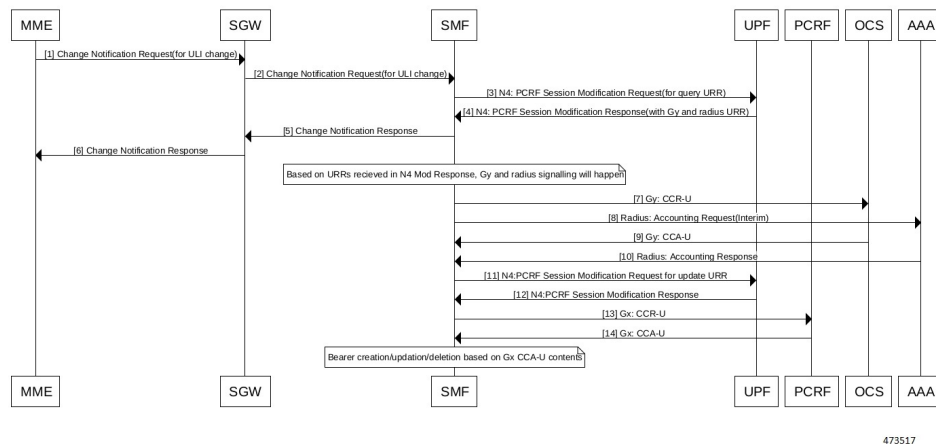 MME SGW SMF UPF PCRF OCS AAA
[1] Change Notification Request(for ULI change)
[2] Change Notification Request(for ULI change)
[3] N4: PCRF Session Modification Request(for query URR)
[4] N4: PCRF Session Modification Response(with Gy and radius URR)
[5] Change Notification Response
[6] Change Notification Response
Based on URRs recieved in N4 Mod Response, Gy and radius signalling will happen
[7] Gy: CCR-U
[8] Radius: Accounting Request(Interim)
[9] Gy: CCA-U
[10] Radius: Accounting Response
[11] N4:PCRF Session Modification Request for update URR
[12] N4:PCRF Session Modification Response
[13] Gx: CCR-U
[14] Gx: CCA-U
Bearer creation/updation/deletion based on Gx CCA-U contents
MME SGW SMF UPF PCRF OCS AAA
473517